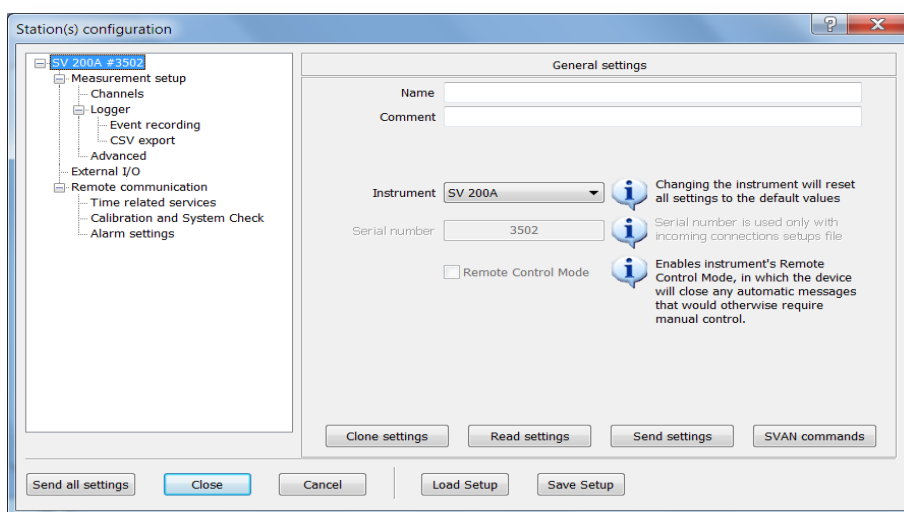 Station(s) configuration
SV 200A #3502
Measurement setup
Channels
Logger
Event recording
CSV export
Advanced
External I/O
Remote communication
Time related services
Calibration and System Check
Alarm settings
General settings
Name
Comment
Instrument SV 200A
Changing the instrument will reset
all settings to the default values
Serial number 3502
Serial number is used only with
incoming connections setups file
Remote Control Mode
Enables instrument's Remote
Control Mode, in which the device
will close any automatic messages
that would otherwise require
manual control.
Clone settings Read settings Send settings SVAN commands
Send all settings Close Cancel Load Setup Save Setup